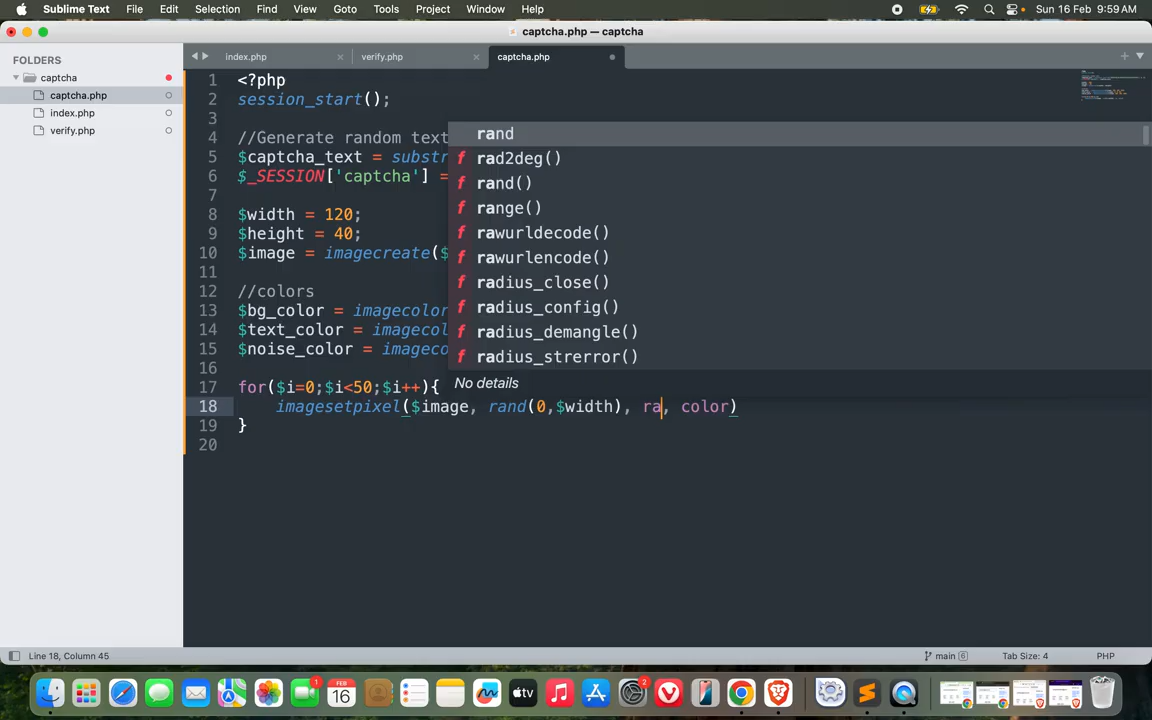 Sublime Text File Edit Selection Find View Goto Tools Project Window Help Sun 16 Feb 9:59 AM
captcha.php — captcha
FOLDERS
captcha
captcha.php
index.php
verify.php
index.php verify.php captcha.php
1 <?php
2 session_start();
3
4 //Generate random text
5 $captcha_text = substr
6 $_SESSION['captcha'] =
7
8 $width = 120;
9 $height = 40;
10 $image = imagecreate($
11
12 //colors
13 $bg_color = imagecolor
14 $text_color = imagecol
15 $noise_color = imageco
16
17 for($i=0;$i<50;$i++){
18 imagesetpixel($image, rand(0,$width), ra, color)
19 }
20
rand
f rad2deg()
f rand()
f range()
f rawurldecode()
f rawurlencode()
f radius_close()
f radius_config()
f radius_demangle()
f radius_strerror()
No details
Line 18, Column 45 main 6 Tab Size: 4 PHP
1
FEB
16
tv
2